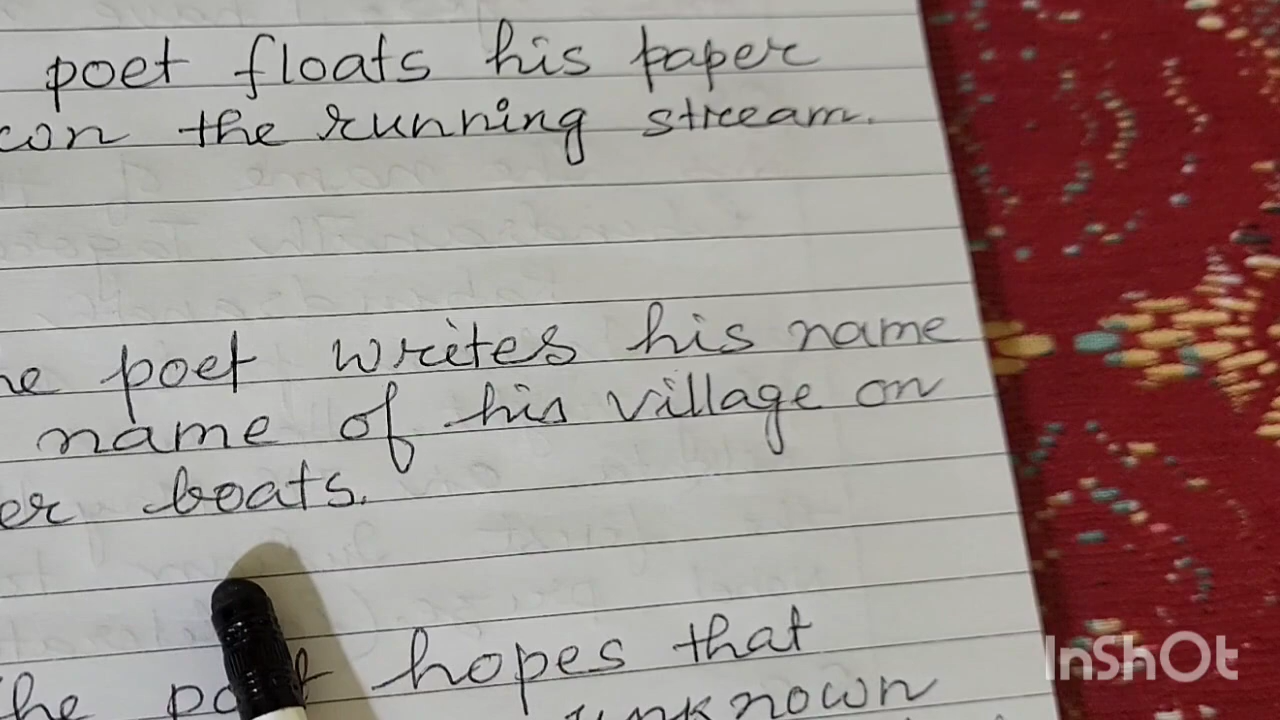 poet floats his paper
the running stream.
poet writes his name
name of his village on
boats.
hopes that
unknown
InShOt